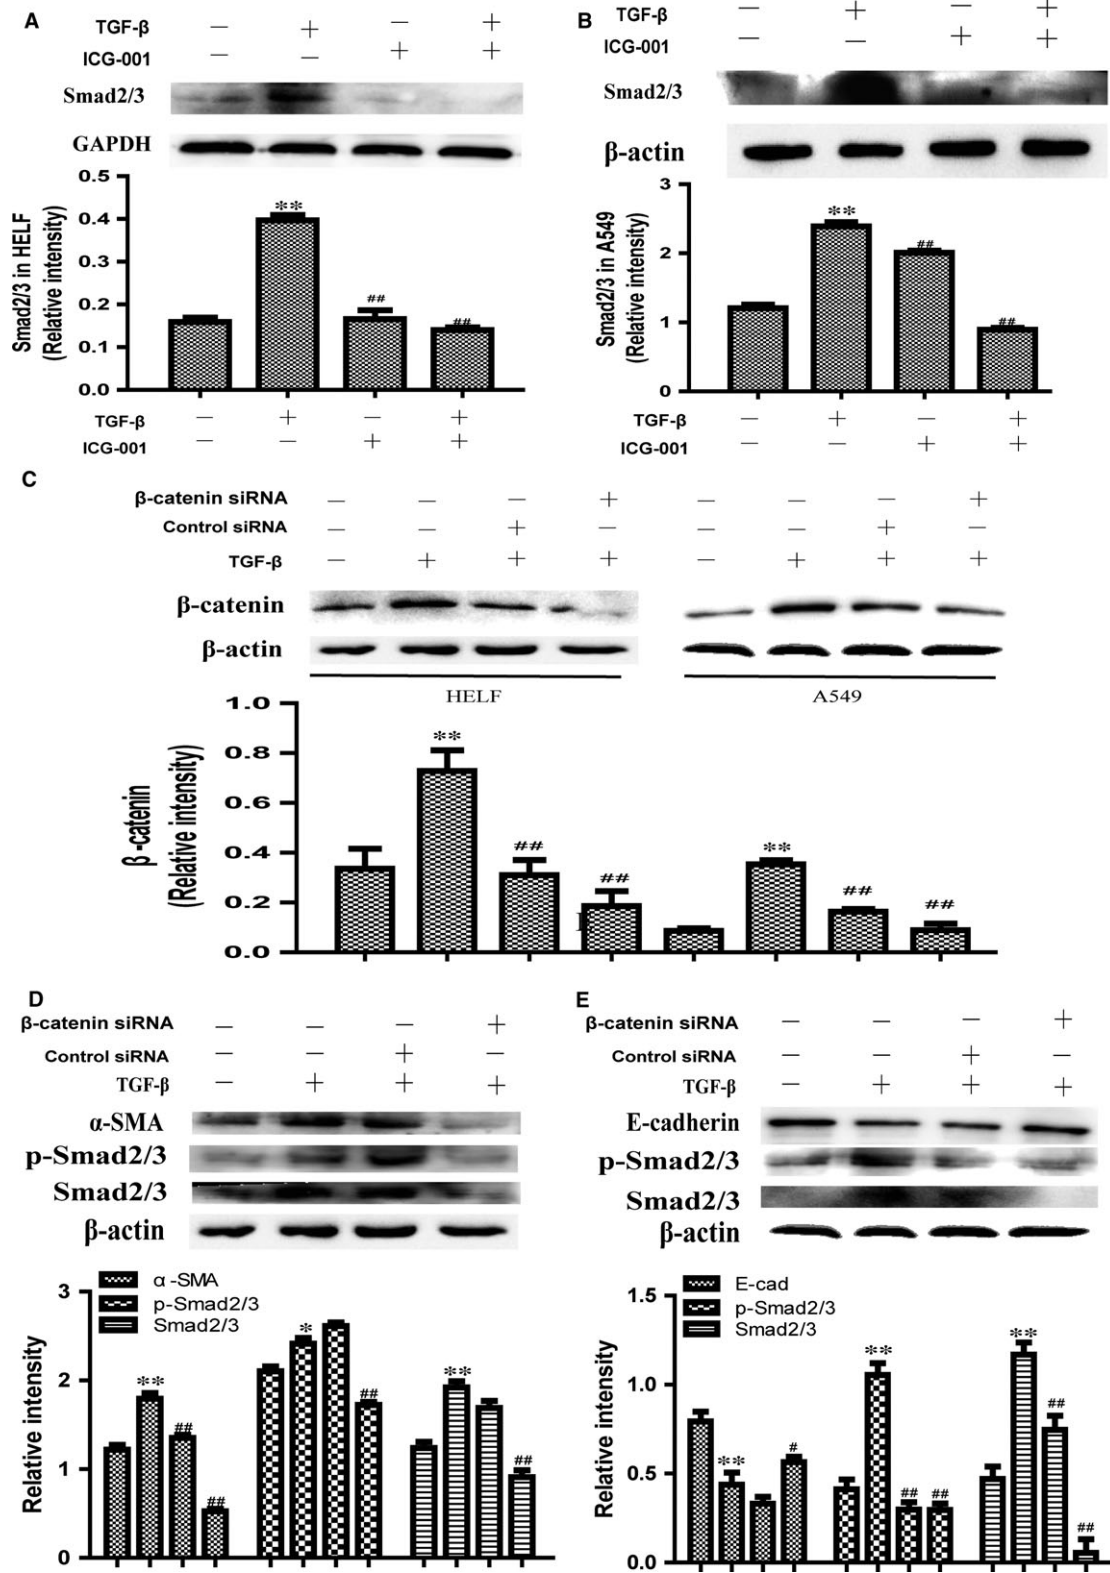 A
TGF-β — + — +
ICG-001 — — + +
Smad2/3
GAPDH
Smad2/3 in HELF
(Relative intensity)
0.5
0.4
0.3
0.2
0.1
0.0
** ## ##
TGF-β — + — +
ICG-001 — — + +
B
TGF-β — + — +
ICG-001 — — + +
Smad2/3
β-actin
Smad2/3 in A549
(Relative intensity)
3
2
1
0
** ## ##
TGF-β — + — +
ICG-001 — — + +
C
β-catenin siRNA — — — + — — — +
Control siRNA — — + — — — + —
TGF-β — + + + — + + +
β-catenin
β-actin
HELF A549
β-catenin
(Relative intensity)
1.0
0.8
0.6
0.4
0.2
0.0
** ## ## ** ## ##
D
β-catenin siRNA — — — +
Control siRNA — — + —
TGF-β — + + +
α-SMA
p-Smad2/3
Smad2/3
β-actin
Relative intensity
3
2
1
0
α-SMA
p-Smad2/3
Smad2/3
** ## ## * ## ** ##
E
β-catenin siRNA — — — +
Control siRNA — — + —
TGF-β — + + +
E-cadherin
p-Smad2/3
Smad2/3
β-actin
Relative intensity
1.5
1.0
0.5
0.0
E-cad
p-Smad2/3
Smad2/3
** # ** ## ## ** ## ##